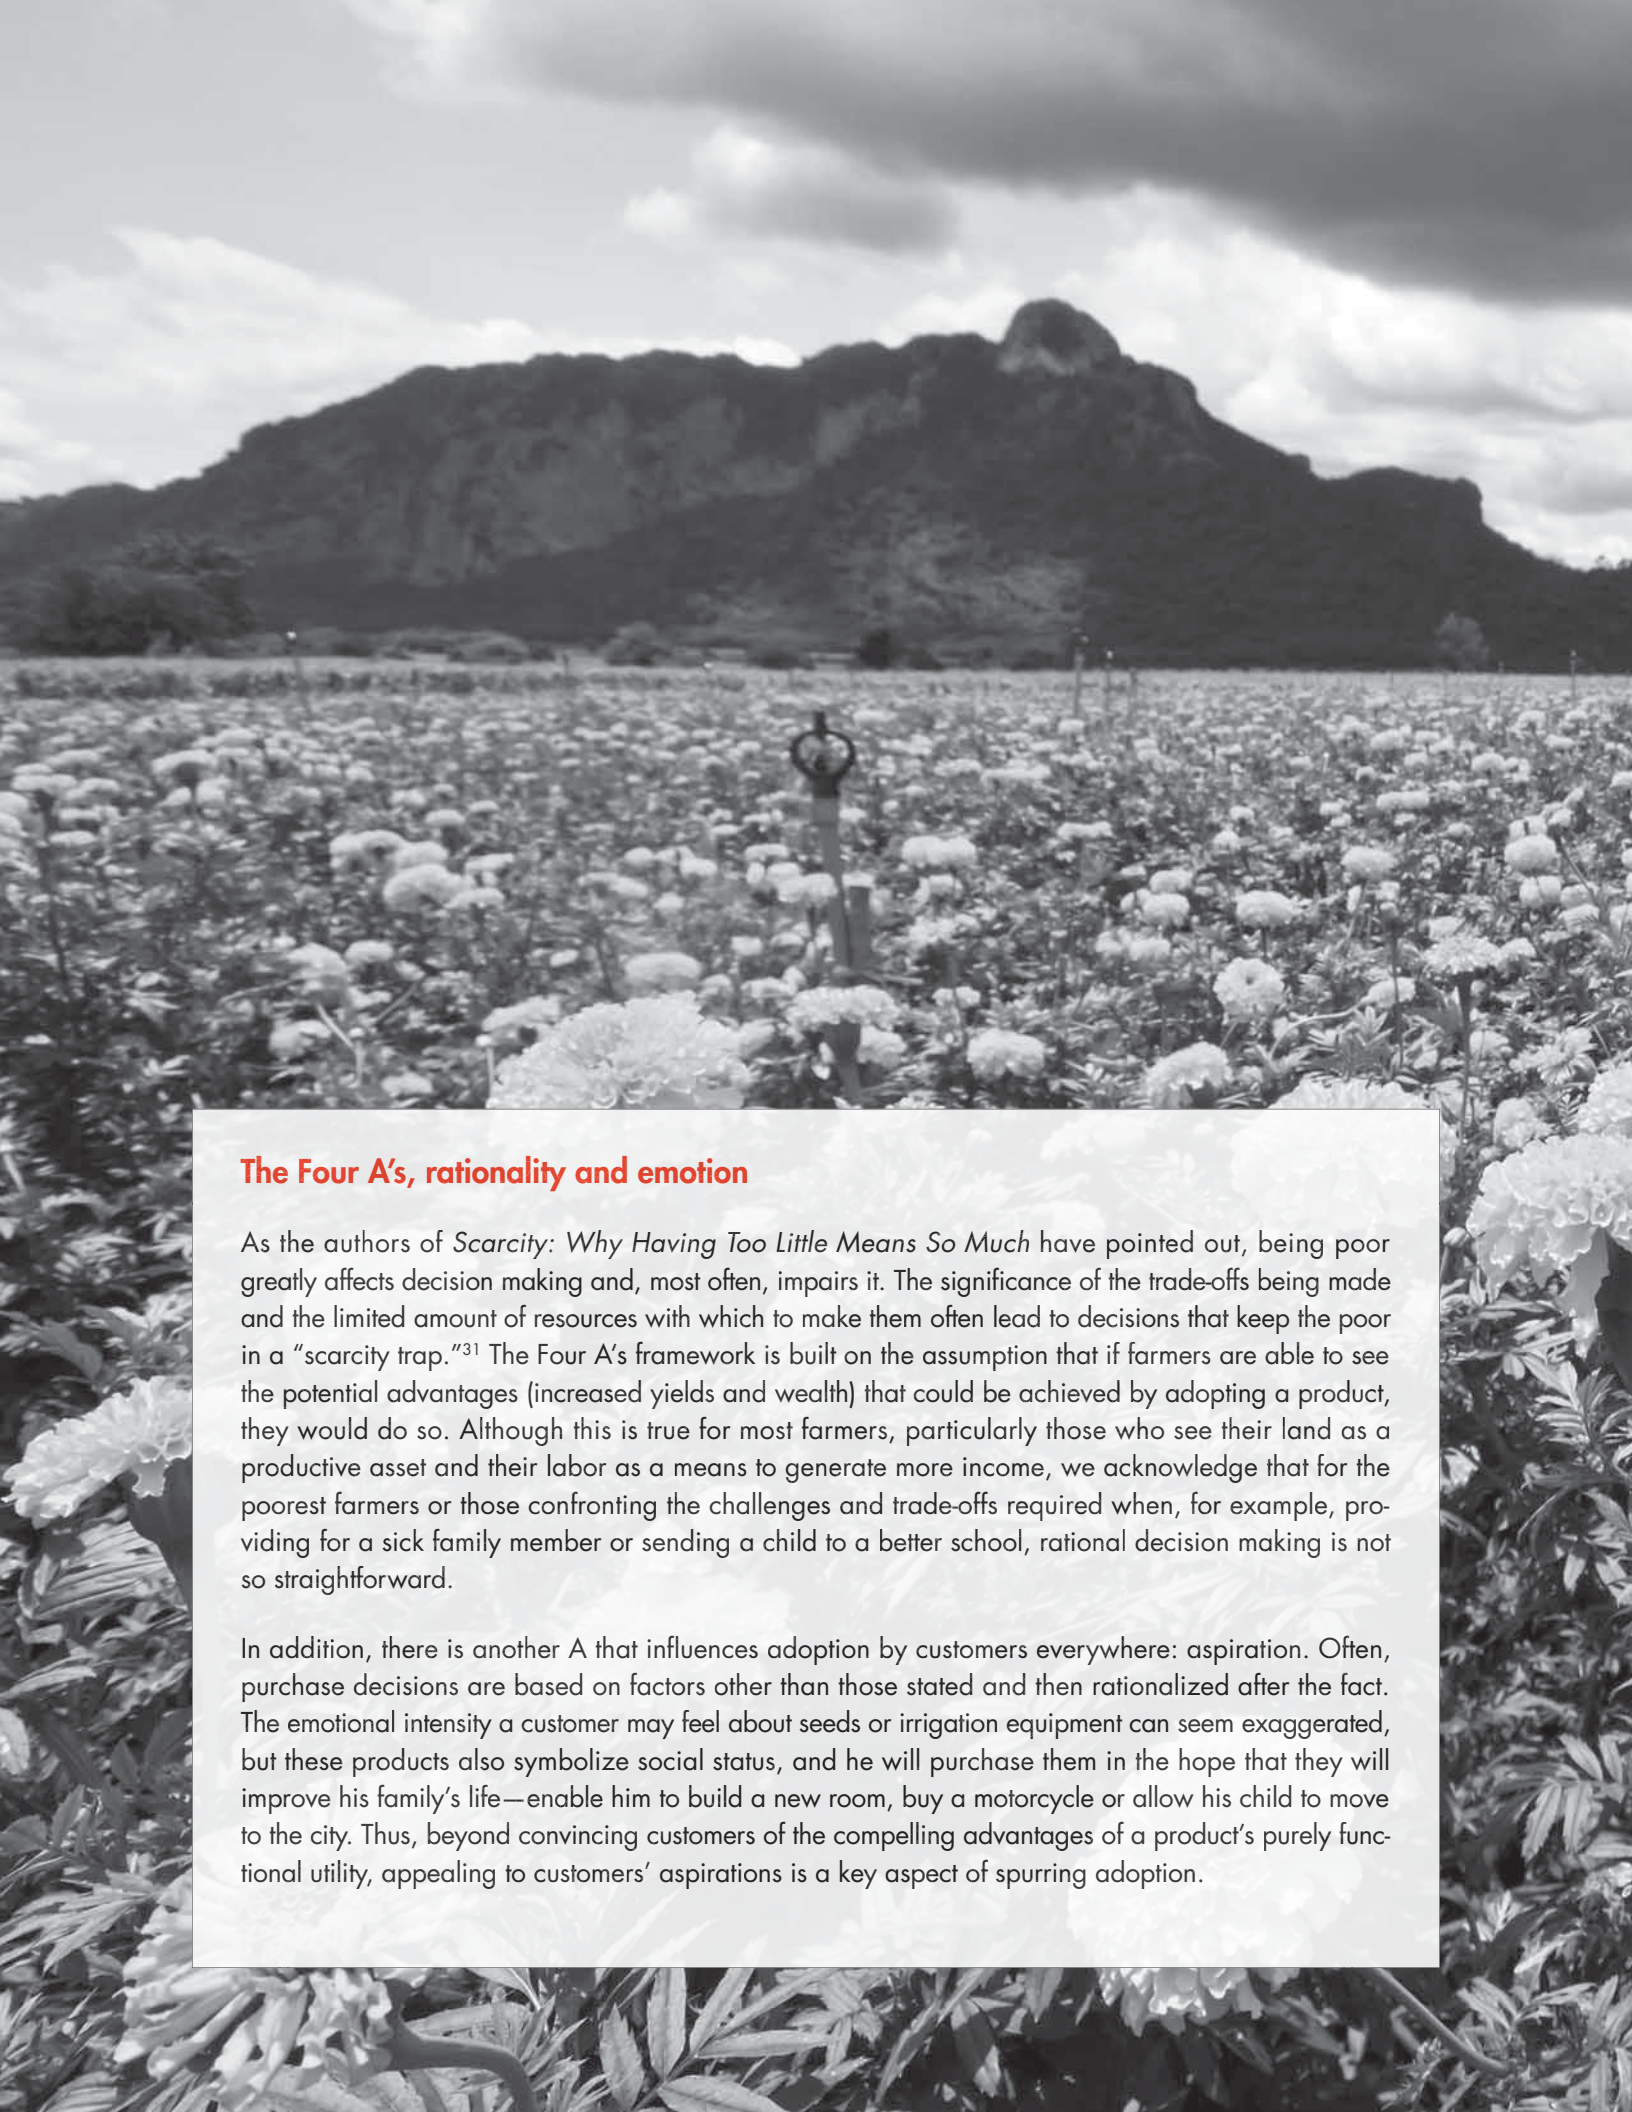 The Four A’s, rationality and emotion
As the authors of Scarcity: Why Having Too Little Means So Much have pointed out, being poor
greatly affects decision making and, most often, impairs it. The significance of the trade-offs being made
and the limited amount of resources with which to make them often lead to decisions that keep the poor
in a “scarcity trap.”31 The Four A’s framework is built on the assumption that if farmers are able to see
the potential advantages (increased yields and wealth) that could be achieved by adopting a product,
they would do so. Although this is true for most farmers, particularly those who see their land as a
productive asset and their labor as a means to generate more income, we acknowledge that for the
poorest farmers or those confronting the challenges and trade-offs required when, for example, pro-
viding for a sick family member or sending a child to a better school, rational decision making is not
so straightforward.
In addition, there is another A that influences adoption by customers everywhere: aspiration. Often,
purchase decisions are based on factors other than those stated and then rationalized after the fact.
The emotional intensity a customer may feel about seeds or irrigation equipment can seem exaggerated,
but these products also symbolize social status, and he will purchase them in the hope that they will
improve his family’s life—enable him to build a new room, buy a motorcycle or allow his child to move
to the city. Thus, beyond convincing customers of the compelling advantages of a product’s purely func-
tional utility, appealing to customers’ aspirations is a key aspect of spurring adoption.